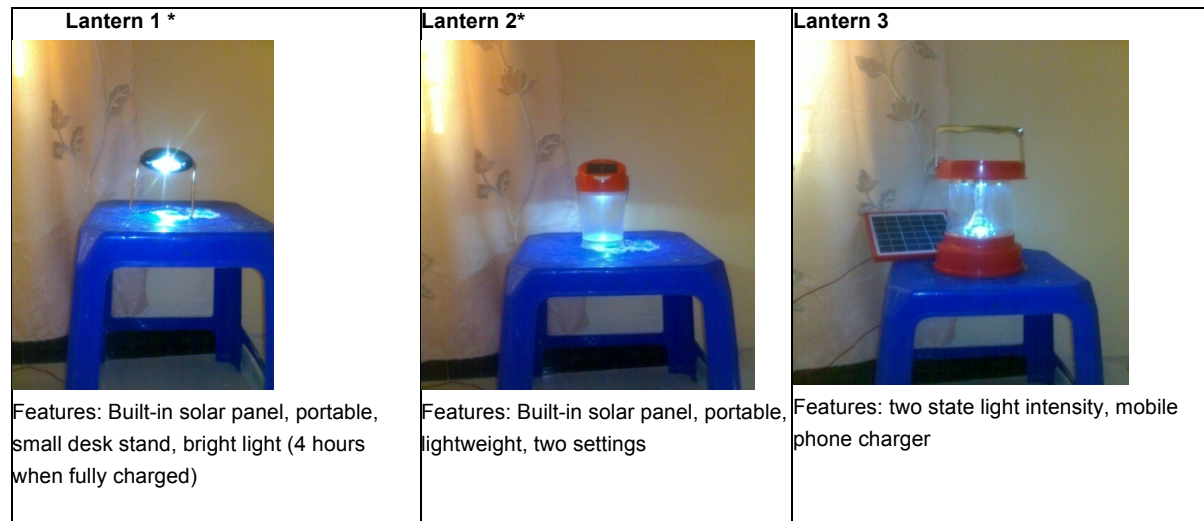 Lantern 1 *
Features: Built-in solar panel, portable,
small desk stand, bright light (4 hours
when fully charged)
Lantern 2*
Features: Built-in solar panel, portable,
lightweight, two settings
Lantern 3
Features: two state light intensity, mobile
phone charger